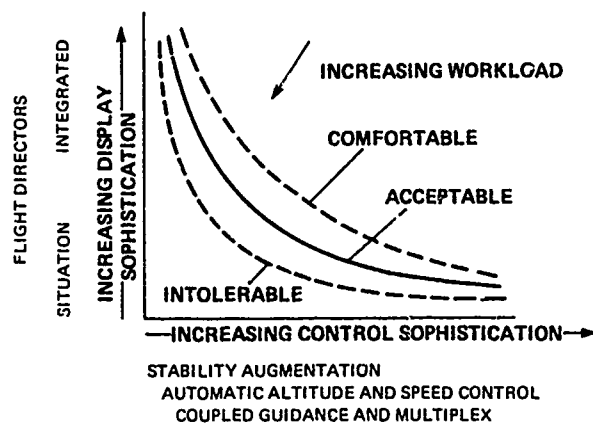 FLIGHT DIRECTORS
SITUATION INTEGRATED
INCREASING DISPLAY
SOPHISTICATION
INCREASING WORKLOAD
COMFORTABLE
ACCEPTABLE
INTOLERABLE
INCREASING CONTROL SOPHISTICATION
STABILITY AUGMENTATION
AUTOMATIC ALTITUDE AND SPEED CONTROL
COUPLED GUIDANCE AND MULTIPLEX